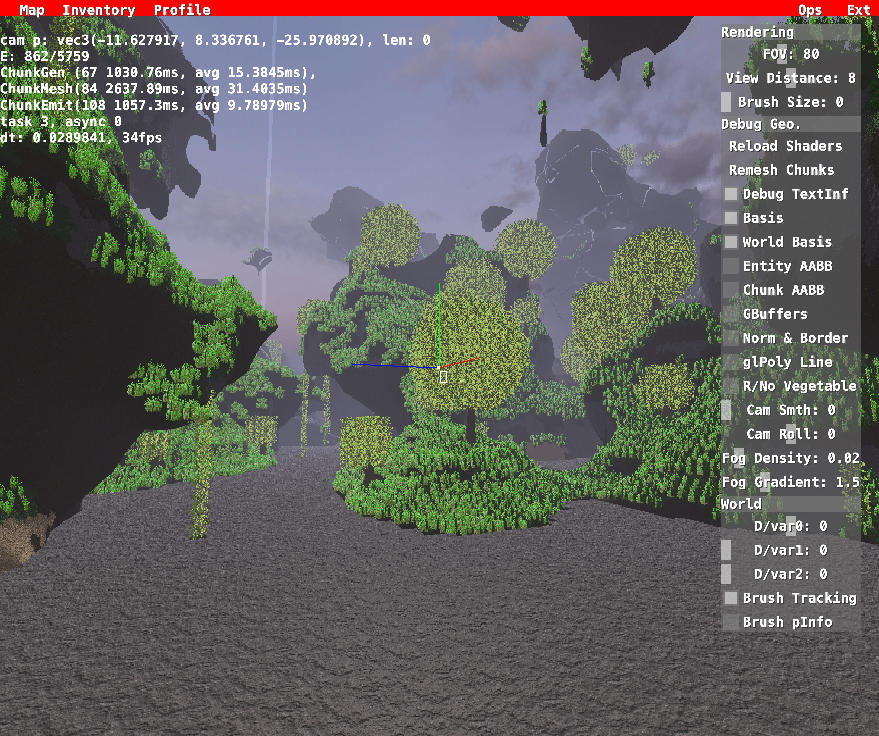 Map Inventory Profile Ops Ext
cam p: vec3(-11.627917, 8.336761, -25.970892), len: 0
E: 862/5759
ChunkGen (67 1030.76ms, avg 15.3845ms),
ChunkMesh(84 2637.89ms, avg 31.4035ms)
ChunkEmit(108 1057.3ms, avg 9.78979ms)
task 3, async 0
dt: 0.0289841, 34fps
Rendering
FOV: 80
View Distance: 8
Brush Size: 0
Debug Geo.
Reload Shaders
Remesh Chunks
Debug TextInf
Basis
World Basis
Entity AABB
Chunk AABB
GBuffers
Norm & Border
glPoly Line
R/No Vegetable
Cam Smth: 0
Cam Roll: 0
Fog Density: 0.02
Fog Gradient: 1.5
World
D/var0: 0
D/var1: 0
D/var2: 0
Brush Tracking
Brush pInfo